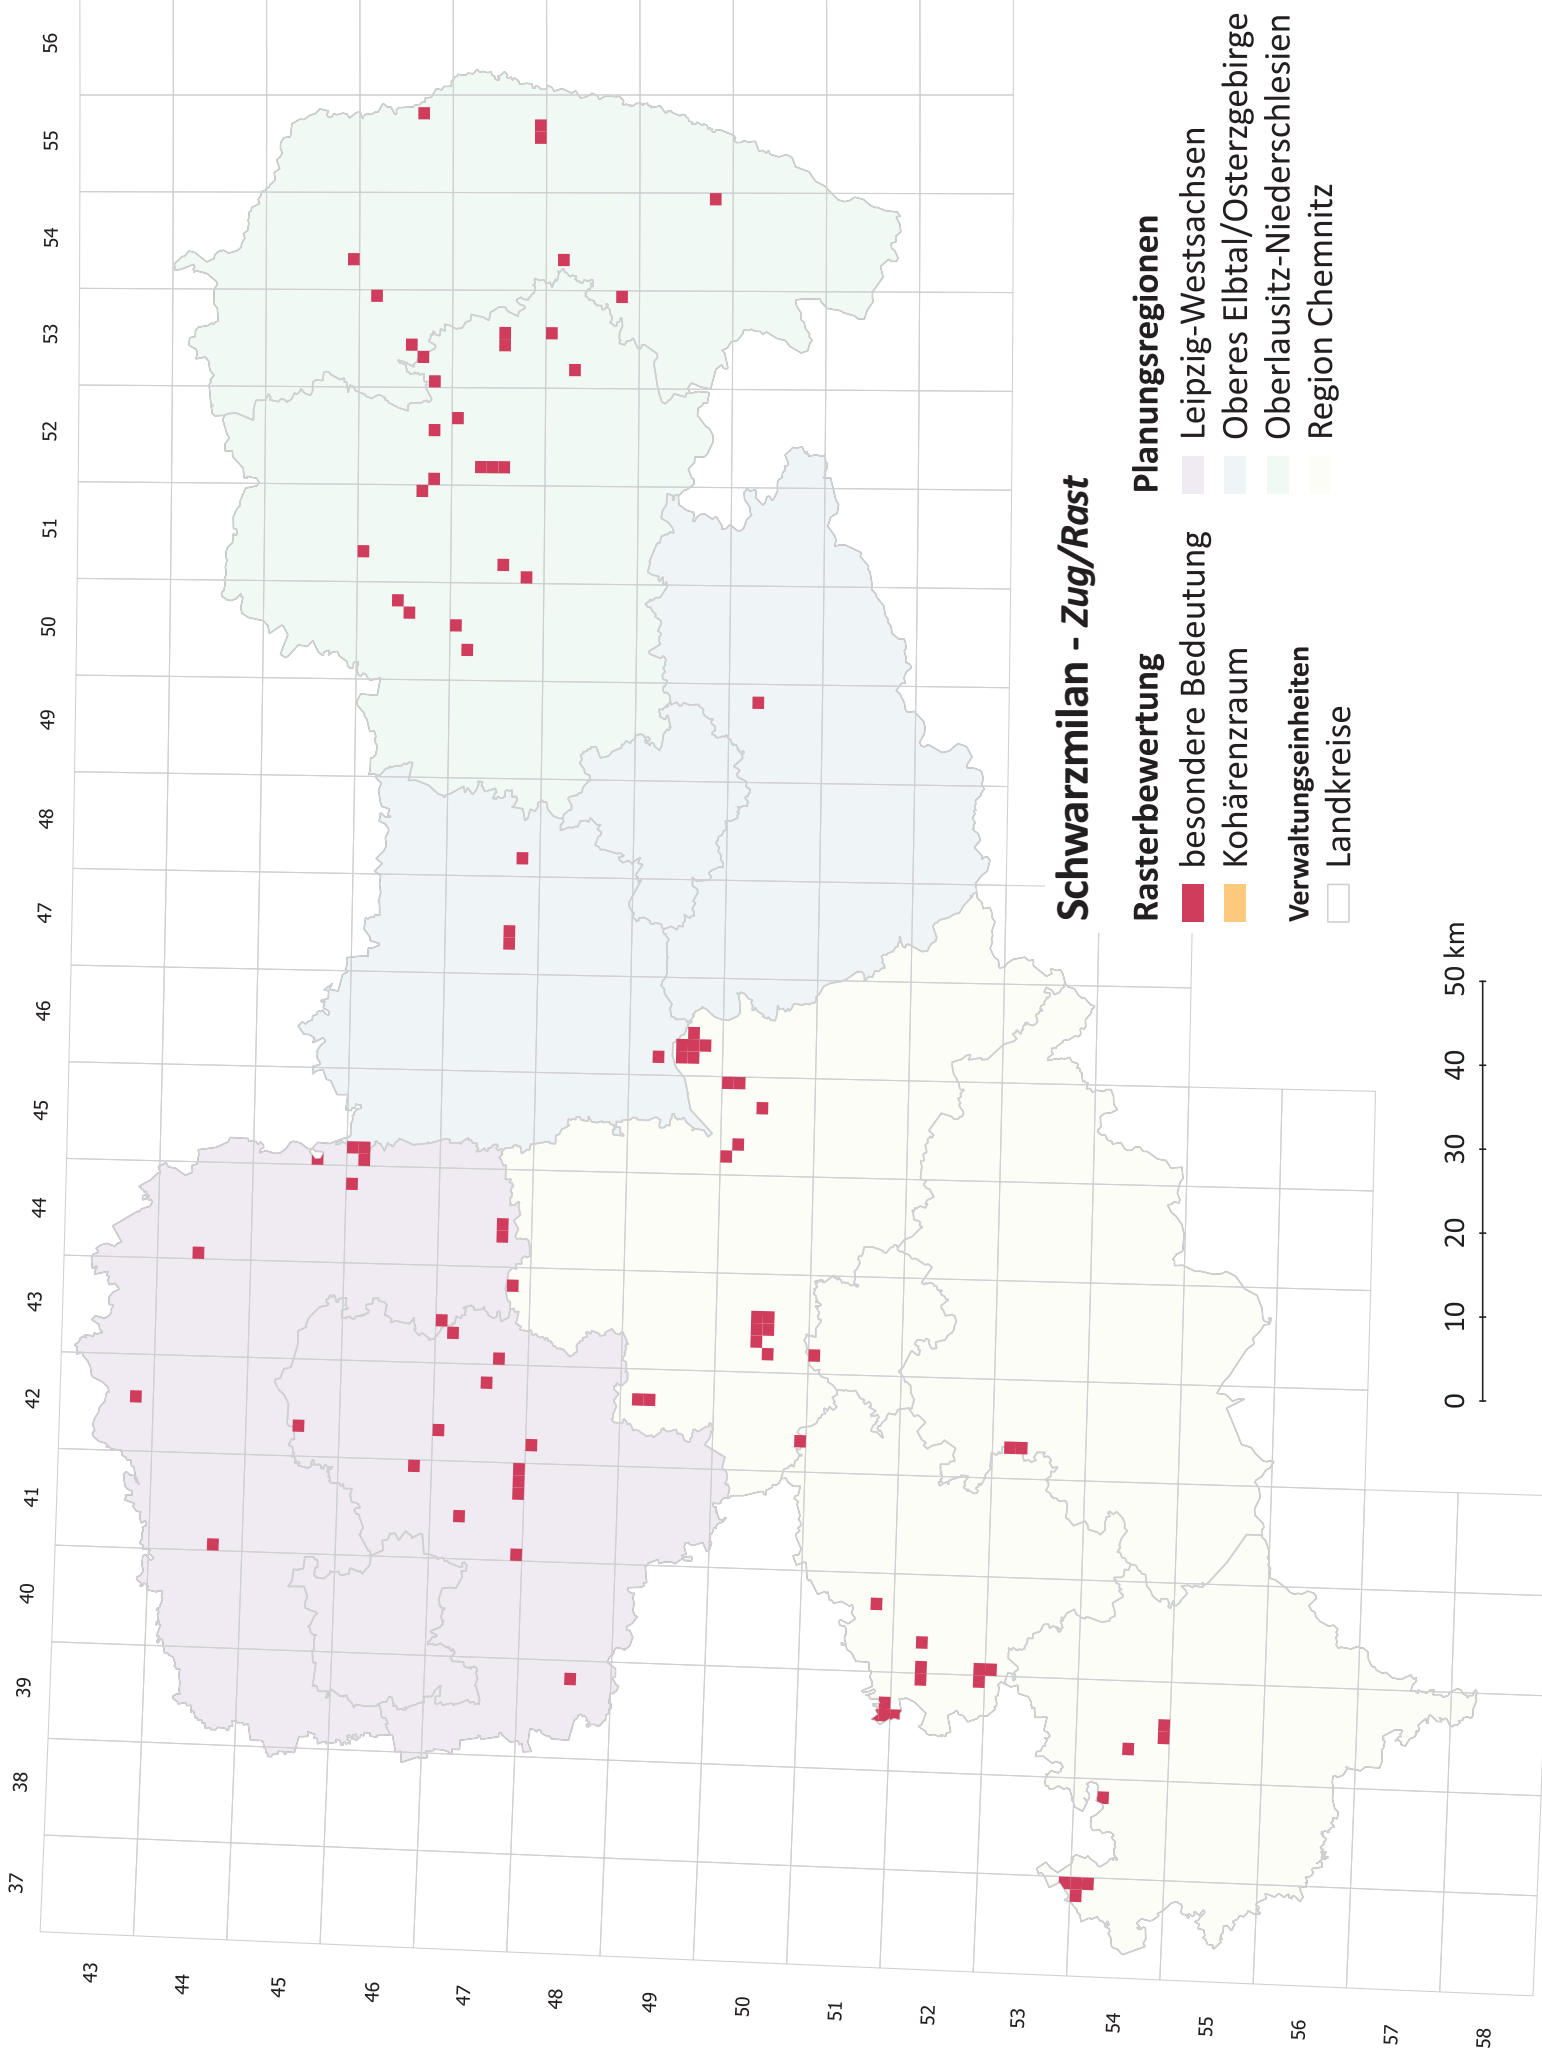 37 38 39 40 41 42 43 44 45 46 47 48 49 50 51 52 53 54 55 56
43
44
45
46
47
48
49
50
51
52
53
54
55
56
57
58
Schwarzmilan - Zug/Rast
Rasterbewertung
besondere Bedeutung
Kohärenzraum
Verwaltungseinheiten
Landkreise
Planungsregionen
Leipzig-Westsachsen
Oberes Elbtal/Osterzgebirge
Oberlausitz-Niederschlesien
Region Chemnitz
0 10 20 30 40 50 km